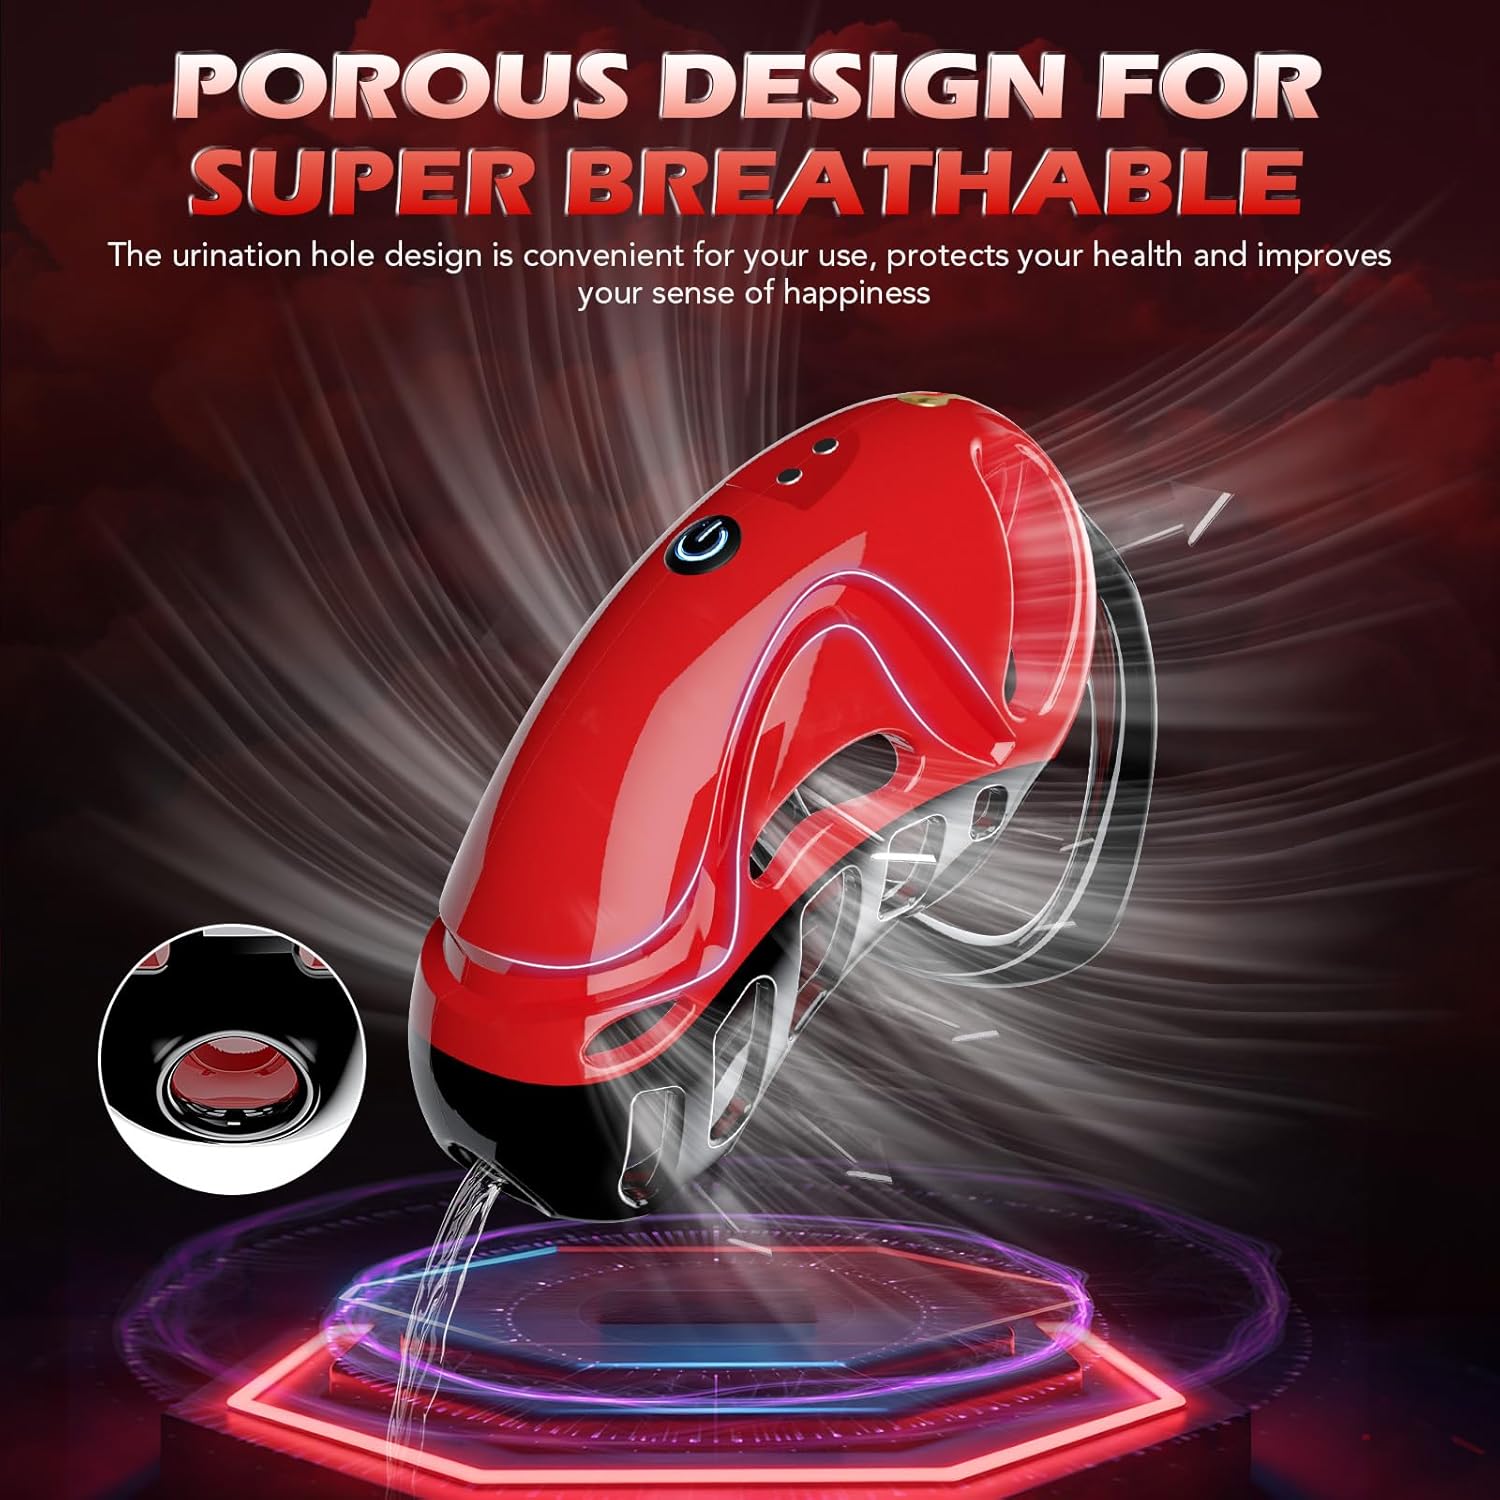 POROUS DESIGN FOR
SUPER BREATHABLE
The urination hole design is convenient for your use, protects your health and improves
your sense of happiness